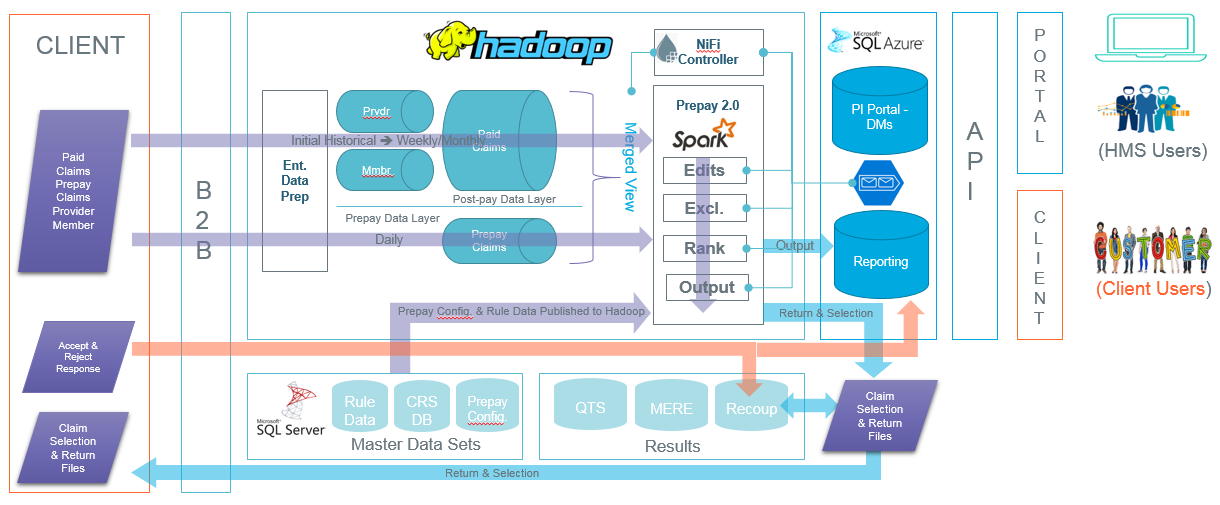 CLIENT
Paid
Claims
Prepay
Claims
Provider
Member
Accept &
Reject
Response
Claim
Selection
& Return
Files
B
2
B
hadoop
Ent.
Data
Prep
Prvdr
Mmbr
Paid
Claims
Initial Historical → Weekly/Monthly
Post-pay Data Layer
Prepay Data Layer
Daily
Prepay
Claims
Merged View
NiFi
Controller
Prepay 2.0
Spark
Edits
Excl.
Rank
Output
Prepay Config. & Rule Data Published to Hadoop
Output
Return & Selection
Microsoft
SQL Azure
PI Portal -
DMs
Reporting
A
P
I
P
O
R
T
A
L
C
L
I
E
N
T
(HMS Users)
CUSTOMER
(Client Users)
Microsoft
SQL Server
Rule
Data
CRS
DB
Prepay
Config.
Master Data Sets
QTS
MERE
Recoup
Results
Claim
Selection
& Return
Files
Return & Selection